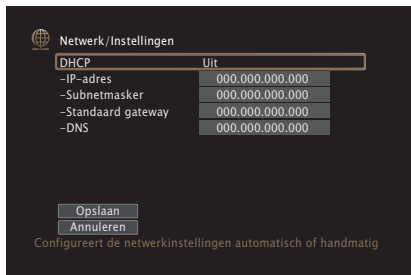 Netwerk/Instellingen
DHCP Uit
-IP-adres 000.000.000.000
-Subnetmasker 000.000.000.000
-Standaard gateway 000.000.000.000
-DNS 000.000.000.000
Opslaan
Annuleren
Configureert de netwerkinstellingen automatisch of handmatig